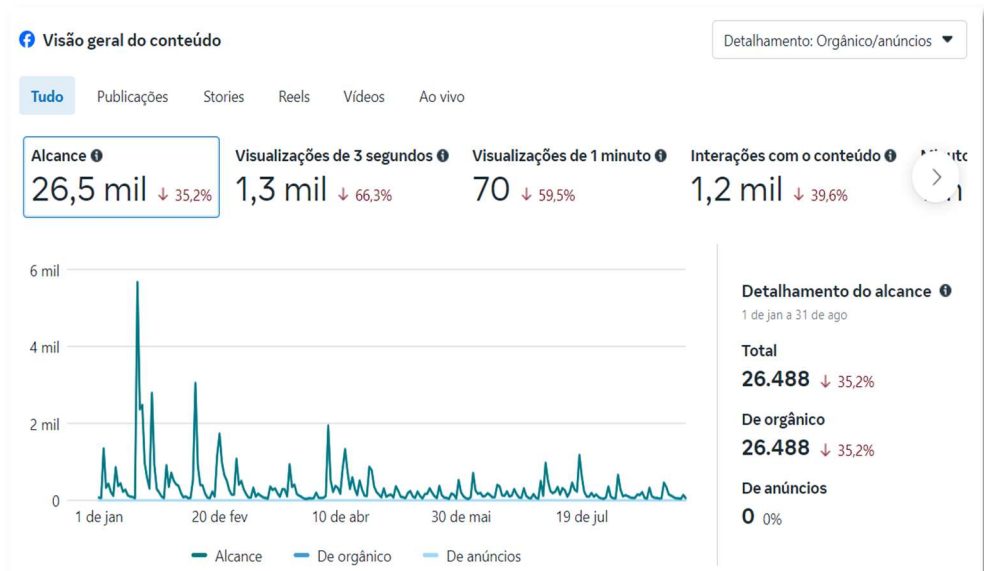 Visão geral do conteúdo
Detalhamento: Orgânico/anúncios
Tudo Publicações Stories Reels Vídeos Ao vivo
Alcance Visualizações de 3 segundos Visualizações de 1 minuto Interações com o conteúdo
26,5 mil ↓ 35,2% 1,3 mil ↓ 66,3% 70 ↓ 59,5% 1,2 mil ↓ 39,6%
6 mil
4 mil
2 mil
0
1 de jan 20 de fev 10 de abr 30 de mai 19 de jul
Alcance De orgânico De anúncios
Detalhamento do alcance
1 de jan a 31 de ago
Total
26.488 ↓ 35,2%
De orgânico
26.488 ↓ 35,2%
De anúncios
0 0%